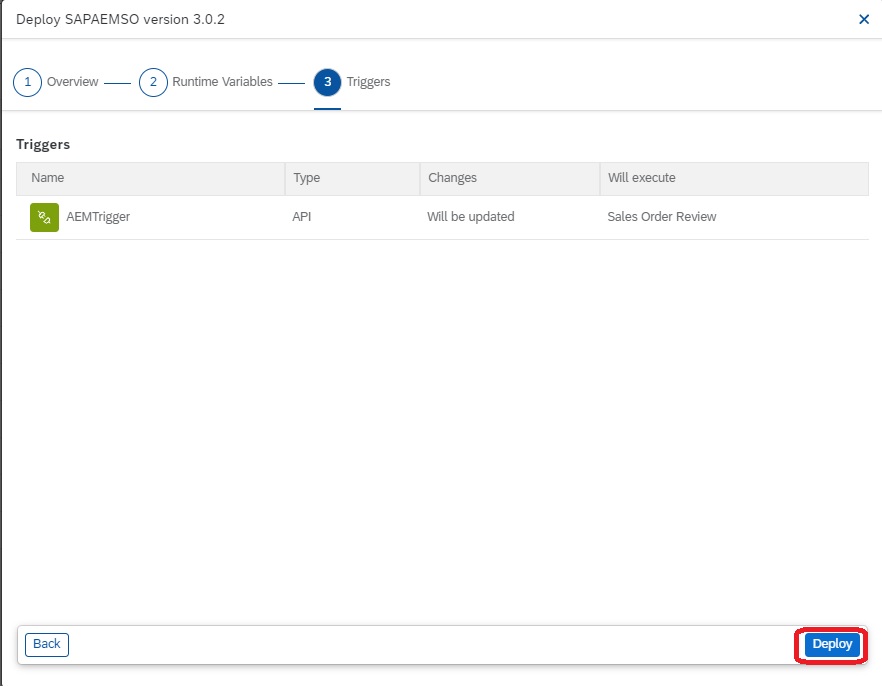 Deploy SAPAEMSO version 3.0.2
1 Overview 2 Runtime Variables 3 Triggers
Triggers
Name Type Changes Will execute
AEMTrigger API Will be updated Sales Order Review
Back Deploy